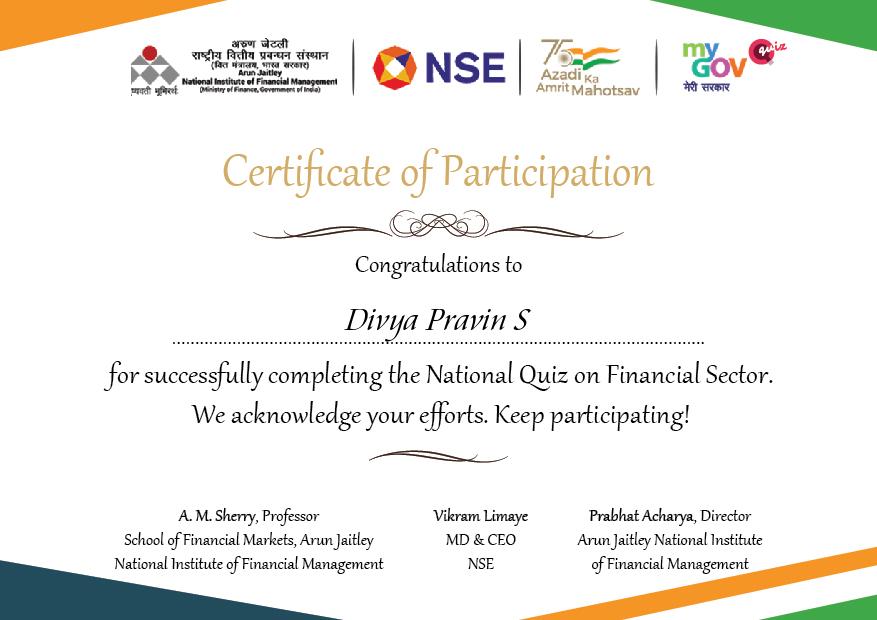 अरुण जेटली
राष्ट्रीय वित्तीय प्रबन्धन संस्थान
(वित्त मंत्रालय, भारत सरकार)
Arun Jaitley
National Institute of Financial Management
(Ministry of Finance, Government of India)
NSE
75
Azadi Ka
Amrit Mahotsav
my
GOV
मेरी सरकार
quiz
Certificate of Participation
Congratulations to
Divya Pravin S
for successfully completing the National Quiz on Financial Sector.
We acknowledge your efforts. Keep participating!
A. M. Sherry, Professor
School of Financial Markets, Arun Jaitley
National Institute of Financial Management
Vikram Limaye
MD & CEO
NSE
Prabhat Acharya, Director
Arun Jaitley National Institute
of Financial Management